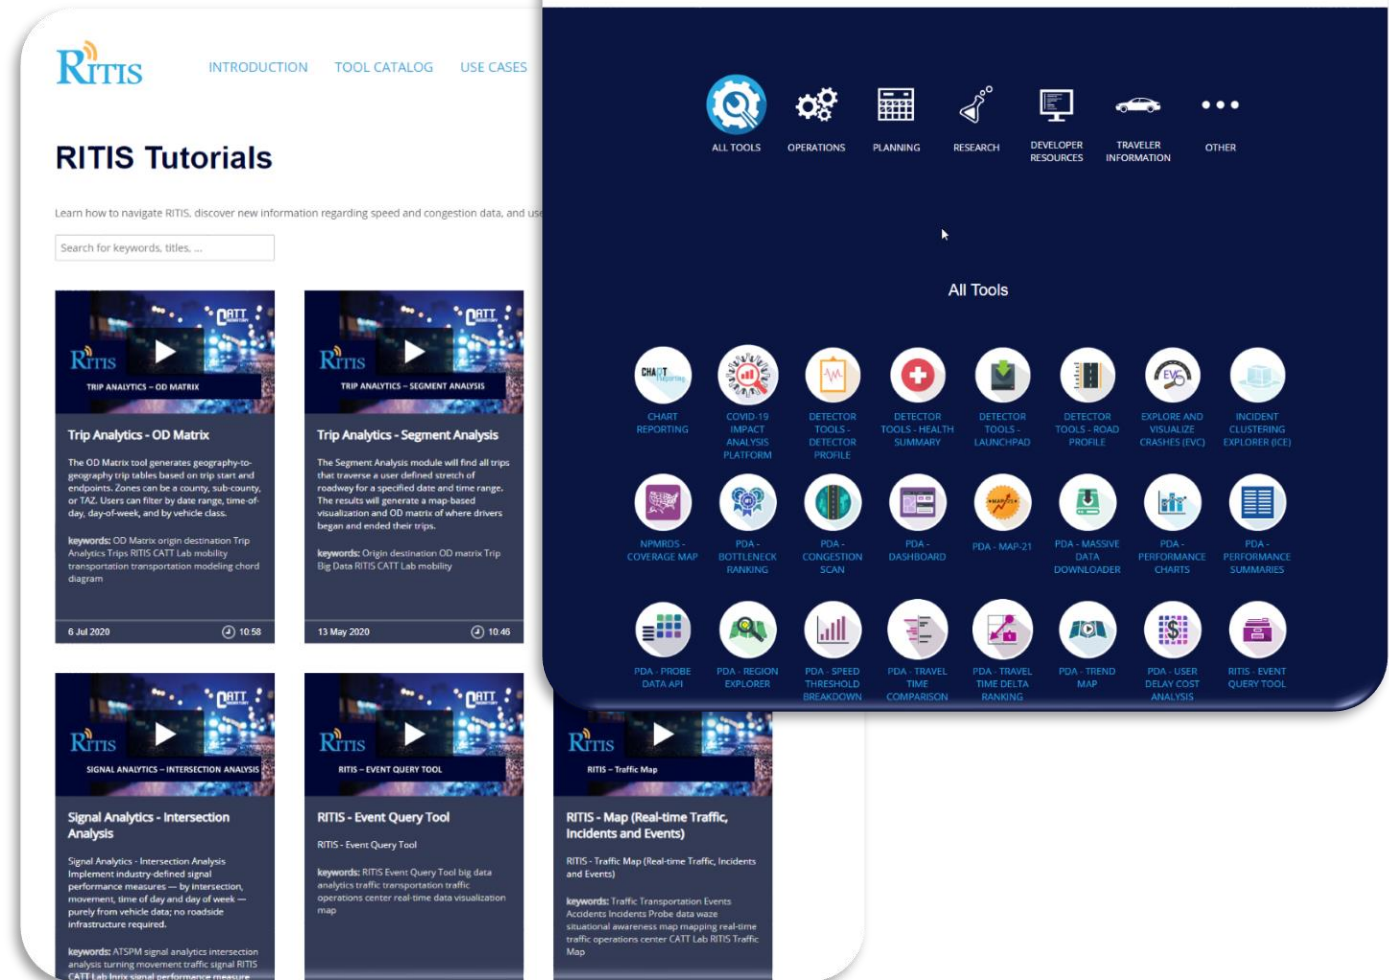 RITIS
INTRODUCTION TOOL CATALOG USE CASES
RITIS Tutorials
Learn how to navigate RITIS, discover new information regarding speed and congestion data, and use
Search for keywords, titles, ...
CATT
RITIS
TRIP ANALYTICS – OD MATRIX
Trip Analytics - OD Matrix
The OD Matrix tool generates geography-to-
geography trip tables based on trip start and
endpoints. Zones can be a county, sub-county,
or TAZ. Users can filter by date range, time-of-
day, day-of-week, and by vehicle class.
keywords: OD Matrix origin destination Trip
Analytics Trips RITIS CATT Lab mobility
transportation transportation modeling chord
diagram
6 Jul 2020 10:58
CATT
RITIS
TRIP ANALYTICS – SEGMENT ANALYSIS
Trip Analytics - Segment Analysis
The Segment Analysis module will find all trips
that traverse a user defined stretch of
roadway for a specified date and time range.
The results will generate a map-based
visualization and OD matrix of where drivers
began and ended their trips.
keywords: Origin destination OD matrix Trip
Big Data RITIS CATT Lab mobility
13 May 2020 10:46
CATT
RITIS
SIGNAL ANALYTICS – INTERSECTION ANALYSIS
Signal Analytics - Intersection
Analysis
Signal Analytics - Intersection Analysis
Implement industry-defined signal
performance measures — by intersection,
movement, time of day and day of week —
purely from vehicle data; no roadside
infrastructure required.
keywords: ATSPM signal analytics intersection
analysis turning movement traffic signal RITIS
CATT Lab Inrix signal performance measure
CATT
RITIS
RITIS – EVENT QUERY TOOL
RITIS - Event Query Tool
RITIS - Event Query Tool
keywords: RITIS Event Query Tool big data
analytics traffic transportation traffic
operations center real-time data visualization
map
RITIS
RITIS – Traffic Map
RITIS - Map (Real-time Traffic,
Incidents and Events)
RITIS - Traffic Map (Real-time Traffic, Incidents
and Events)
keywords: Traffic Transportation Events
Accidents Incidents Probe data waze
situational awareness map mapping real-time
traffic operations center CATT Lab RITIS Traffic
Map
ALL TOOLS
OPERATIONS
PLANNING
RESEARCH
DEVELOPER
RESOURCES
TRAVELER
INFORMATION
OTHER
All Tools
CHART
REPORTING
COVID-19
IMPACT
ANALYSIS
PLATFORM
DETECTOR
TOOLS -
DETECTOR
PROFILE
DETECTOR
TOOLS - HEALTH
SUMMARY
DETECTOR
TOOLS -
LAUNCHPAD
DETECTOR
TOOLS - ROAD
PROFILE
EXPLORE AND
VISUALIZE
CRASHES (EVC)
INCIDENT
CLUSTERING
EXPLORER (ICE)
NPMRDS -
COVERAGE MAP
PDA -
BOTTLENECK
RANKING
PDA -
CONGESTION
SCAN
PDA -
DASHBOARD
PDA - MAP-21
PDA - MASSIVE
DATA
DOWNLOADER
PDA -
PERFORMANCE
CHARTS
PDA -
PERFORMANCE
SUMMARIES
PDA - PROBE
DATA API
PDA - REGION
EXPLORER
PDA - SPEED
THRESHOLD
BREAKDOWN
PDA - TRAVEL
TIME
COMPARISON
PDA - TRAVEL
TIME DELTA
RANKING
PDA - TREND
MAP
PDA - USER
DELAY COST
ANALYSIS
RITIS - EVENT
QUERY TOOL